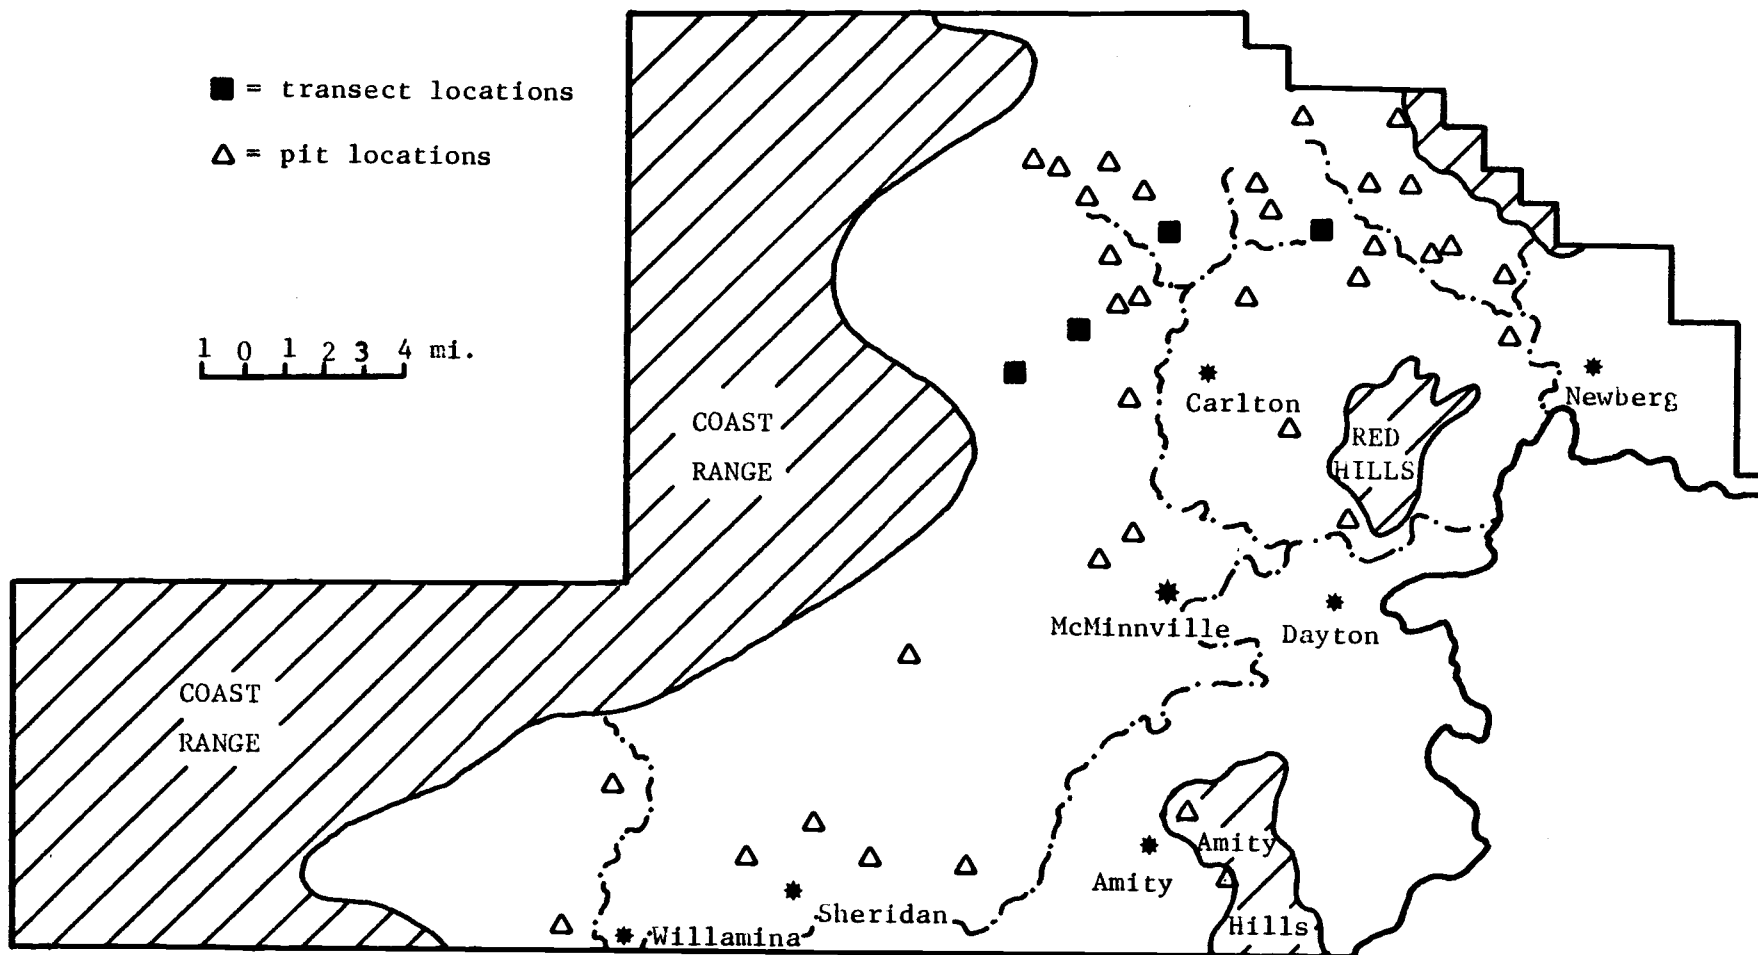 = transect locations
= pit locations
1 0 1 2 3 4 mi.
COAST
RANGE
Carlton
Newberg
RED
HILLS
McMinnville
Dayton
COAST
RANGE
Amity
Hills
Amity
Sheridan
Willamina